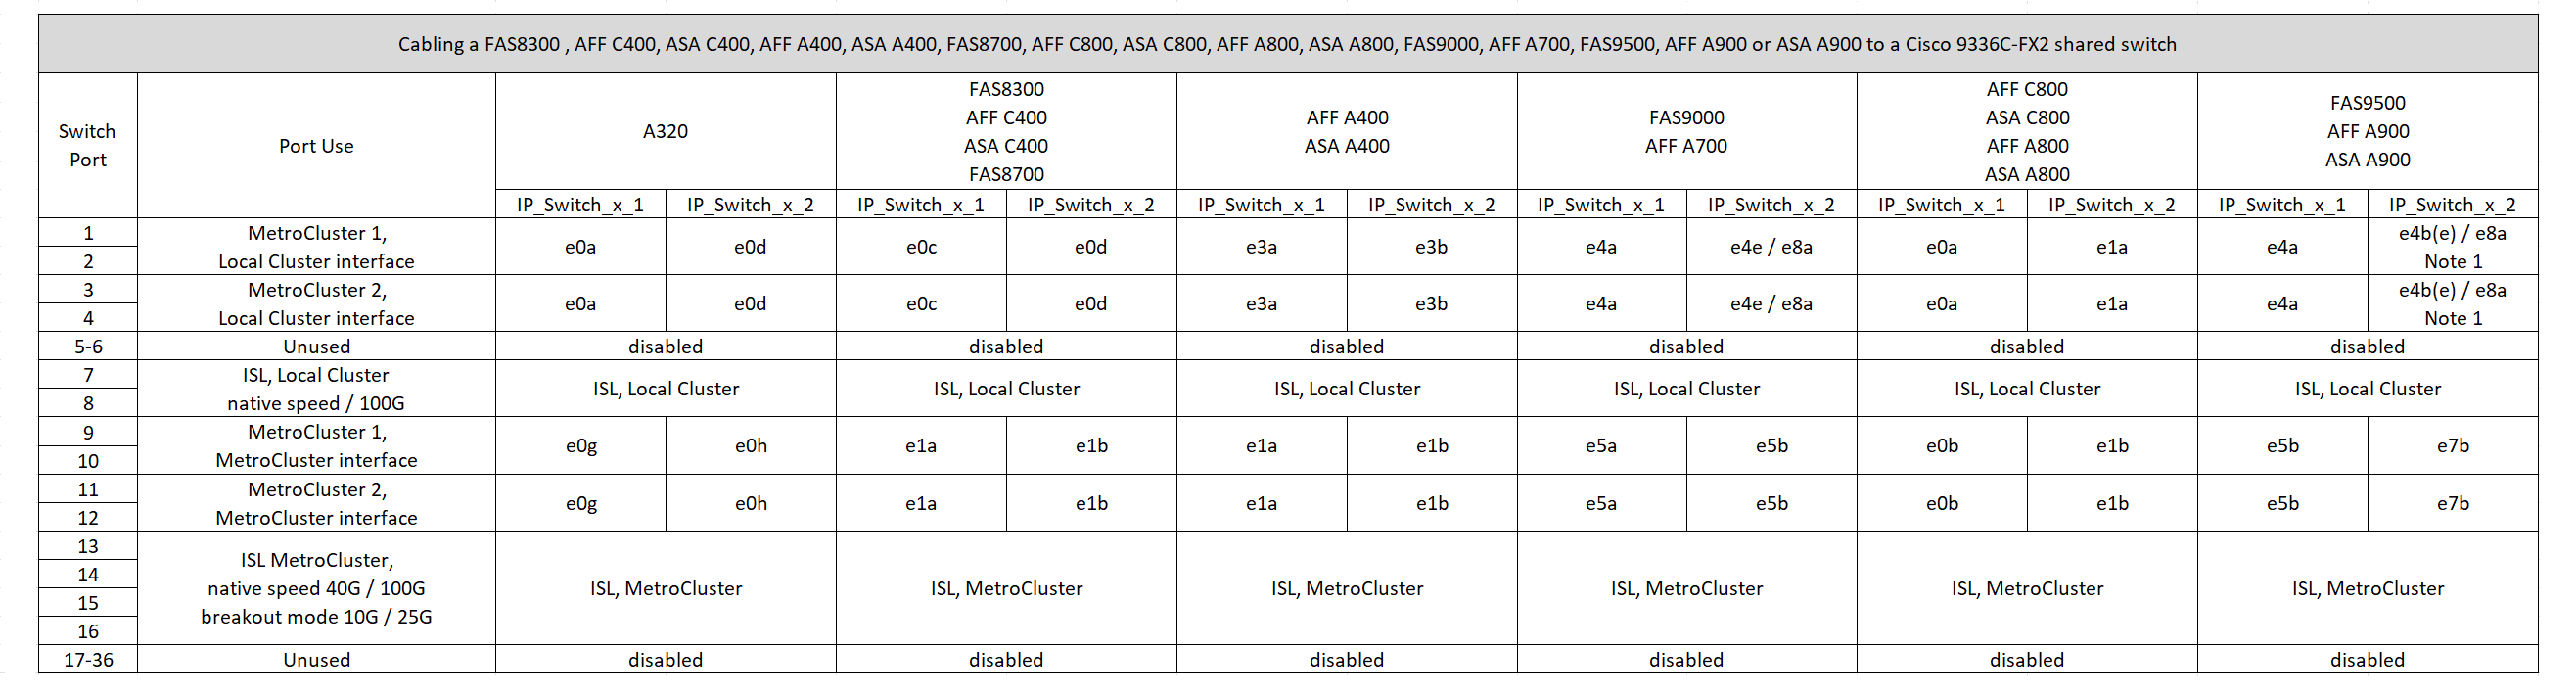 Cabling a FAS8300 , AFF C400, ASA C400, AFF A400, ASA A400, FAS8700, AFF C800, ASA C800, AFF A800, ASA A800, FAS9000, AFF A700, FAS9500, AFF A900 or ASA A900 to a Cisco 9336C-FX2 shared switch
Switch
Port
Port Use
A320
FAS8300
AFF C400
ASA C400
FAS8700
AFF A400
ASA A400
FAS9000
AFF A700
AFF C800
ASA C800
AFF A800
ASA A800
FAS9500
AFF A900
ASA A900
IP_Switch_x_1 IP_Switch_x_2 IP_Switch_x_1 IP_Switch_x_2 IP_Switch_x_1 IP_Switch_x_2 IP_Switch_x_1 IP_Switch_x_2 IP_Switch_x_1 IP_Switch_x_2 IP_Switch_x_1 IP_Switch_x_2
1
2
MetroCluster 1,
Local Cluster interface
e0a e0d e0c e0d e3a e3b e4a e4e / e8a e0a e1a e4a
e4b(e) / e8a
Note 1
3
4
MetroCluster 2,
Local Cluster interface
e0a e0d e0c e0d e3a e3b e4a e4e / e8a e0a e1a e4a
e4b(e) / e8a
Note 1
5-6 Unused disabled disabled disabled disabled disabled disabled
7
8
ISL, Local Cluster
native speed / 100G
ISL, Local Cluster ISL, Local Cluster ISL, Local Cluster ISL, Local Cluster ISL, Local Cluster ISL, Local Cluster
9
10
MetroCluster 1,
MetroCluster interface
e0g e0h e1a e1b e1a e1b e5a e5b e0b e1b e5b e7b
11
12
MetroCluster 2,
MetroCluster interface
e0g e0h e1a e1b e1a e1b e5a e5b e0b e1b e5b e7b
13
14
15
16
ISL MetroCluster,
native speed 40G / 100G
breakout mode 10G / 25G
ISL, MetroCluster ISL, MetroCluster ISL, MetroCluster ISL, MetroCluster ISL, MetroCluster ISL, MetroCluster
17-36 Unused disabled disabled disabled disabled disabled disabled